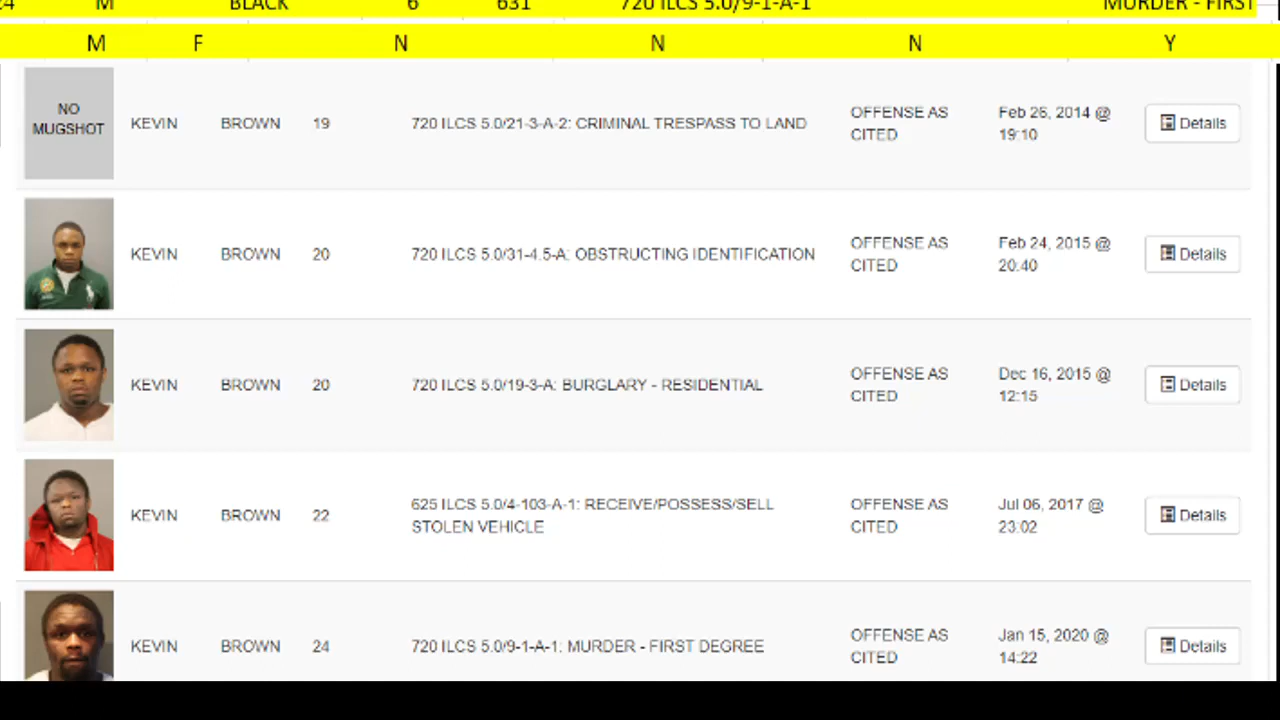 24 M BLACK 6 631 720 ILCS 5.0/9-1-A-1 MURDER - FIRST
M F N N N Y
NO
MUGSHOT
KEVIN BROWN 19 720 ILCS 5.0/21-3-A-2: CRIMINAL TRESPASS TO LAND OFFENSE AS
CITED Feb 26, 2014 @
19:10 Details
KEVIN BROWN 20 720 ILCS 5.0/31-4.5-A: OBSTRUCTING IDENTIFICATION OFFENSE AS
CITED Feb 24, 2015 @
20:40 Details
KEVIN BROWN 20 720 ILCS 5.0/19-3-A: BURGLARY - RESIDENTIAL OFFENSE AS
CITED Dec 16, 2015 @
12:15 Details
KEVIN BROWN 22 625 ILCS 5.0/4-103-A-1: RECEIVE/POSSESS/SELL
STOLEN VEHICLE OFFENSE AS
CITED Jul 06, 2017 @
23:02 Details
KEVIN BROWN 24 720 ILCS 5.0/9-1-A-1: MURDER - FIRST DEGREE OFFENSE AS
CITED Jan 15, 2020 @
14:22 Details